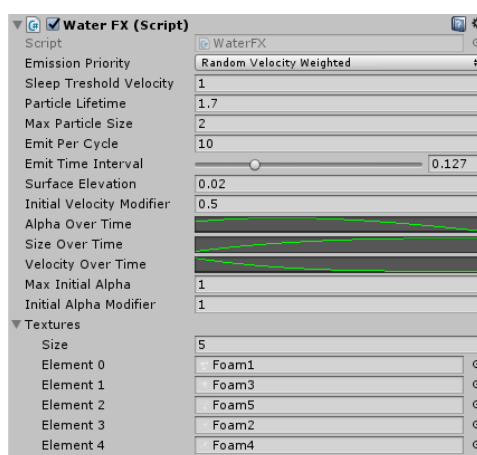 Water FX (Script)
Script WaterFX
Emission Priority Random Velocity Weighted
Sleep Treshold Velocity 1
Particle Lifetime 1.7
Max Particle Size 2
Emit Per Cycle 10
Emit Time Interval 0.127
Surface Elevation 0.02
Initial Velocity Modifier 0.5
Alpha Over Time
Size Over Time
Velocity Over Time
Max Initial Alpha 1
Initial Alpha Modifier 1
Textures
Size 5
Element 0 Foam1
Element 1 Foam3
Element 2 Foam5
Element 3 Foam2
Element 4 Foam4